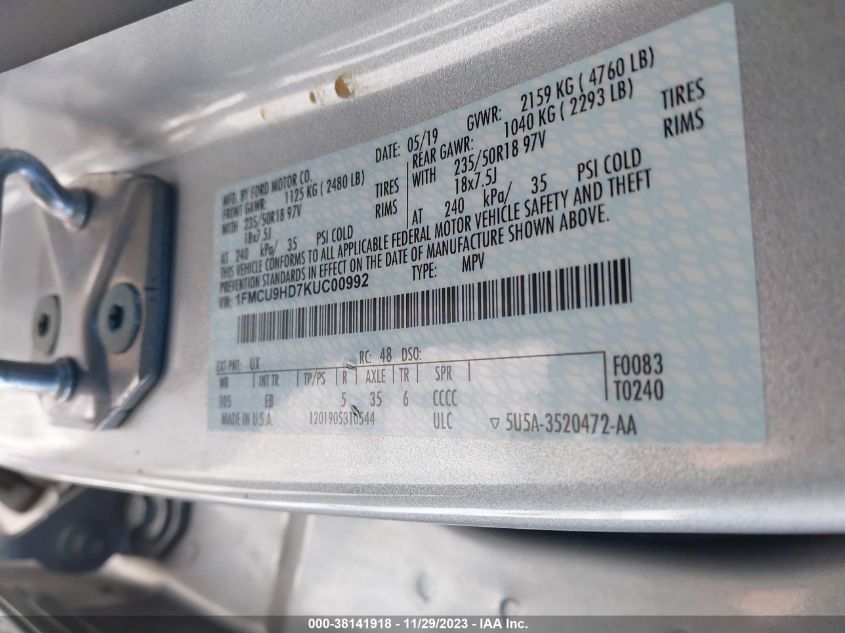 MFD. BY FORD MOTOR CO.
DATE: 05/19 GVWR: 2159 KG ( 4760 LB)
FRONT GAWR: 1125 KG ( 2480 LB)
REAR GAWR: 1040 KG ( 2293 LB)
WITH 235/50R18 97V TIRES
WITH 235/50R18 97V TIRES
18x7.5J RIMS
18x7.5J RIMS
AT 240 kPa/ 35 PSI COLD
AT 240 kPa/ 35 PSI COLD
THIS VEHICLE CONFORMS TO ALL APPLICABLE FEDERAL MOTOR VEHICLE SAFETY AND THEFT
PREVENTION STANDARDS IN EFFECT ON THE DATE OF MANUFACTURE SHOWN ABOVE.
VIN: 1FMCU9HD7KUC00992
TYPE: MPV
EXT PNT: UX RC: 48 DSO:
WB INT TR TP/PS R AXLE TR SPR F0083
105 EB 5 35 6 CCCC T0240
MADE IN U.S.A. 1201905310544 ULC ▽ 5U5A-3520472-AA
000-38141918 - 11/29/2023 - IAA Inc.